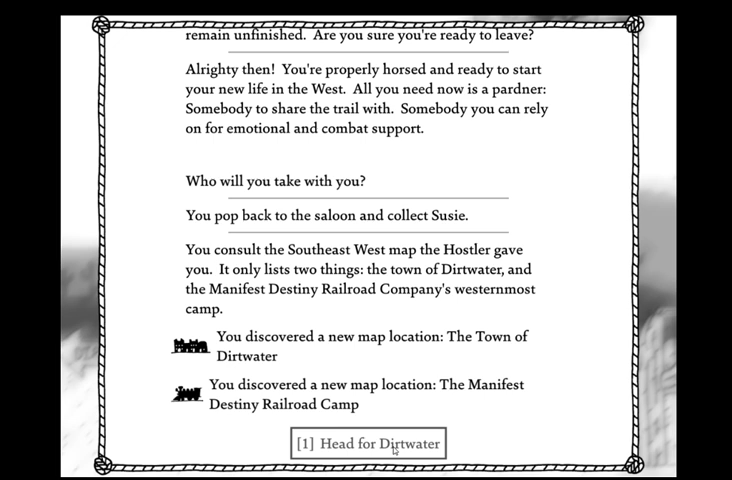 remain unfinished.  Are you sure you're ready to leave?
Alrighty then!  You're properly horsed and ready to start
your new life in the West.  All you need now is a pardner:
Somebody to share the trail with.  Somebody you can rely
on for emotional and combat support.
Who will you take with you?
You pop back to the saloon and collect Susie.
You consult the Southeast West map the Hostler gave
you.  It only lists two things: the town of Dirtwater, and
the Manifest Destiny Railroad Company's westernmost
camp.
You discovered a new map location: The Town of
Dirtwater
You discovered a new map location: The Manifest
Destiny Railroad Camp
[1] Head for Dirtwater